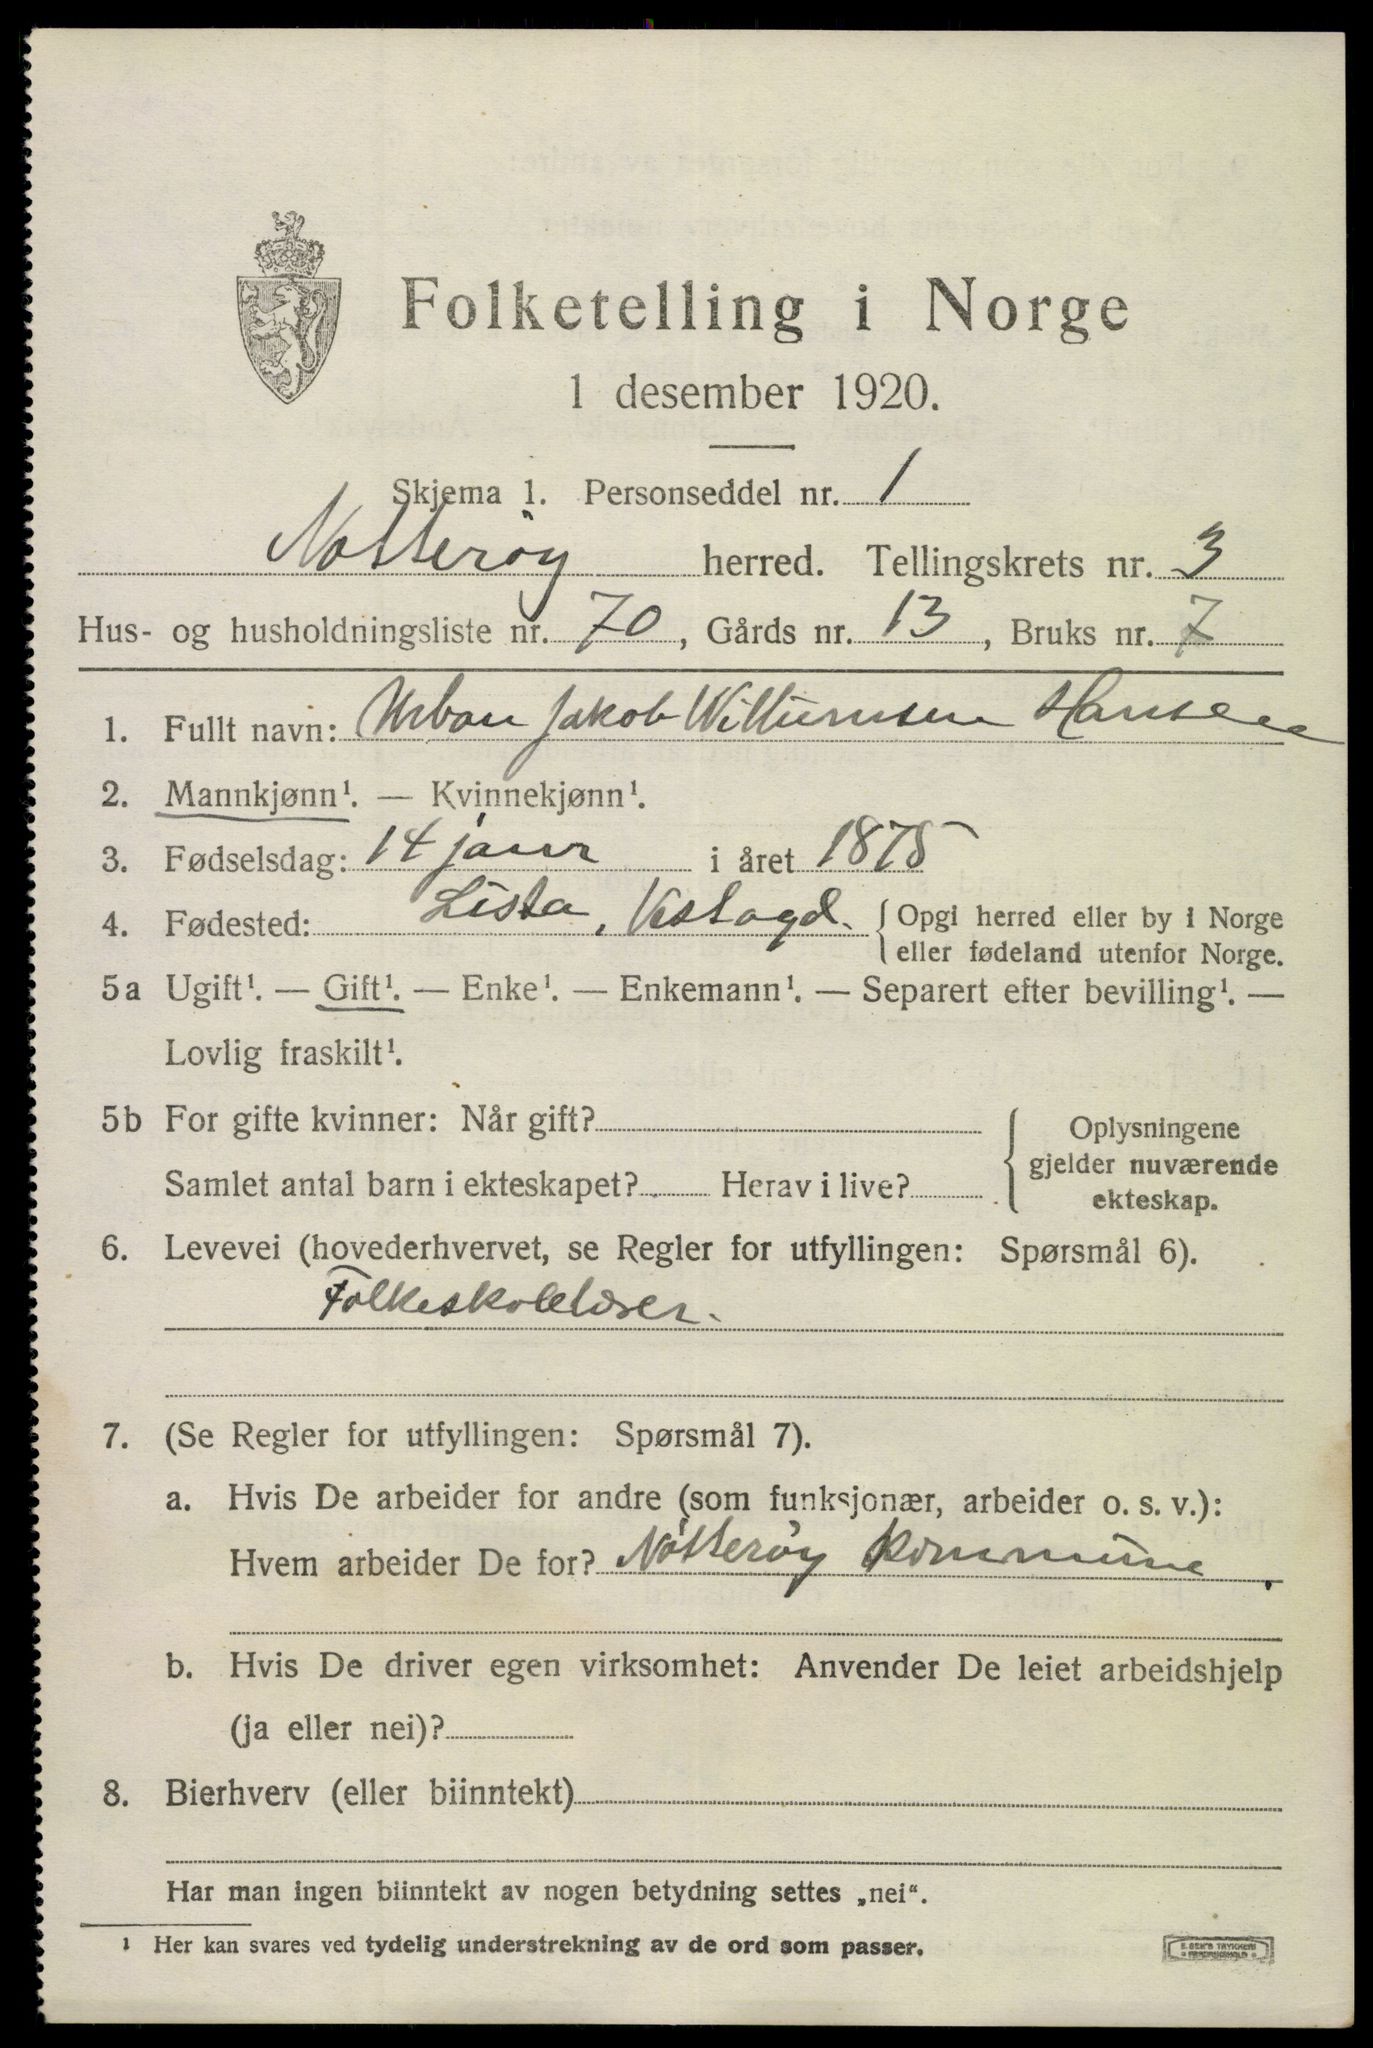 Folketelling i Norge
1 desember 1920.
Skjema 1. Personseddel nr. 1
Nötterøy herred. Tellingskrets nr. 3
Hus- og husholdningsliste nr. 70, Gårds nr. 13, Bruks nr. 7
1. Fullt navn: Urban Jakob Willumsen Hansen
2. Mannkjønn¹. — Kvinnekjønn¹.
3. Fødselsdag: 14 januar i året 1875
4. Fødested: Lista, Vestagd. Opgi herred eller by i Norge
eller fødeland utenfor Norge.
5a Ugift¹. — Gift¹. — Enke¹. — Enkemann¹. — Separert efter bevilling¹. —
Lovlig fraskilt¹.
5b For gifte kvinner: Når gift?
Samlet antal barn i ekteskapet? Herav i live?
Oplysningene
gjelder nuværende
ekteskap.
6. Levevei (hovederhvervet, se Regler for utfyllingen: Spørsmål 6).
Folkeskolelærer.
7. (Se Regler for utfyllingen: Spørsmål 7).
a. Hvis De arbeider for andre (som funksjonær, arbeider o. s. v.):
Hvem arbeider De for? Nötterøy kommune.
b. Hvis De driver egen virksomhet: Anvender De leiet arbeidshjelp
(ja eller nei)?
8. Bierhverv (eller biinntekt)
Har man ingen biinntekt av nogen betydning settes „nei“.
¹ Her kan svares ved tydelig understrekning av de ord som passer.